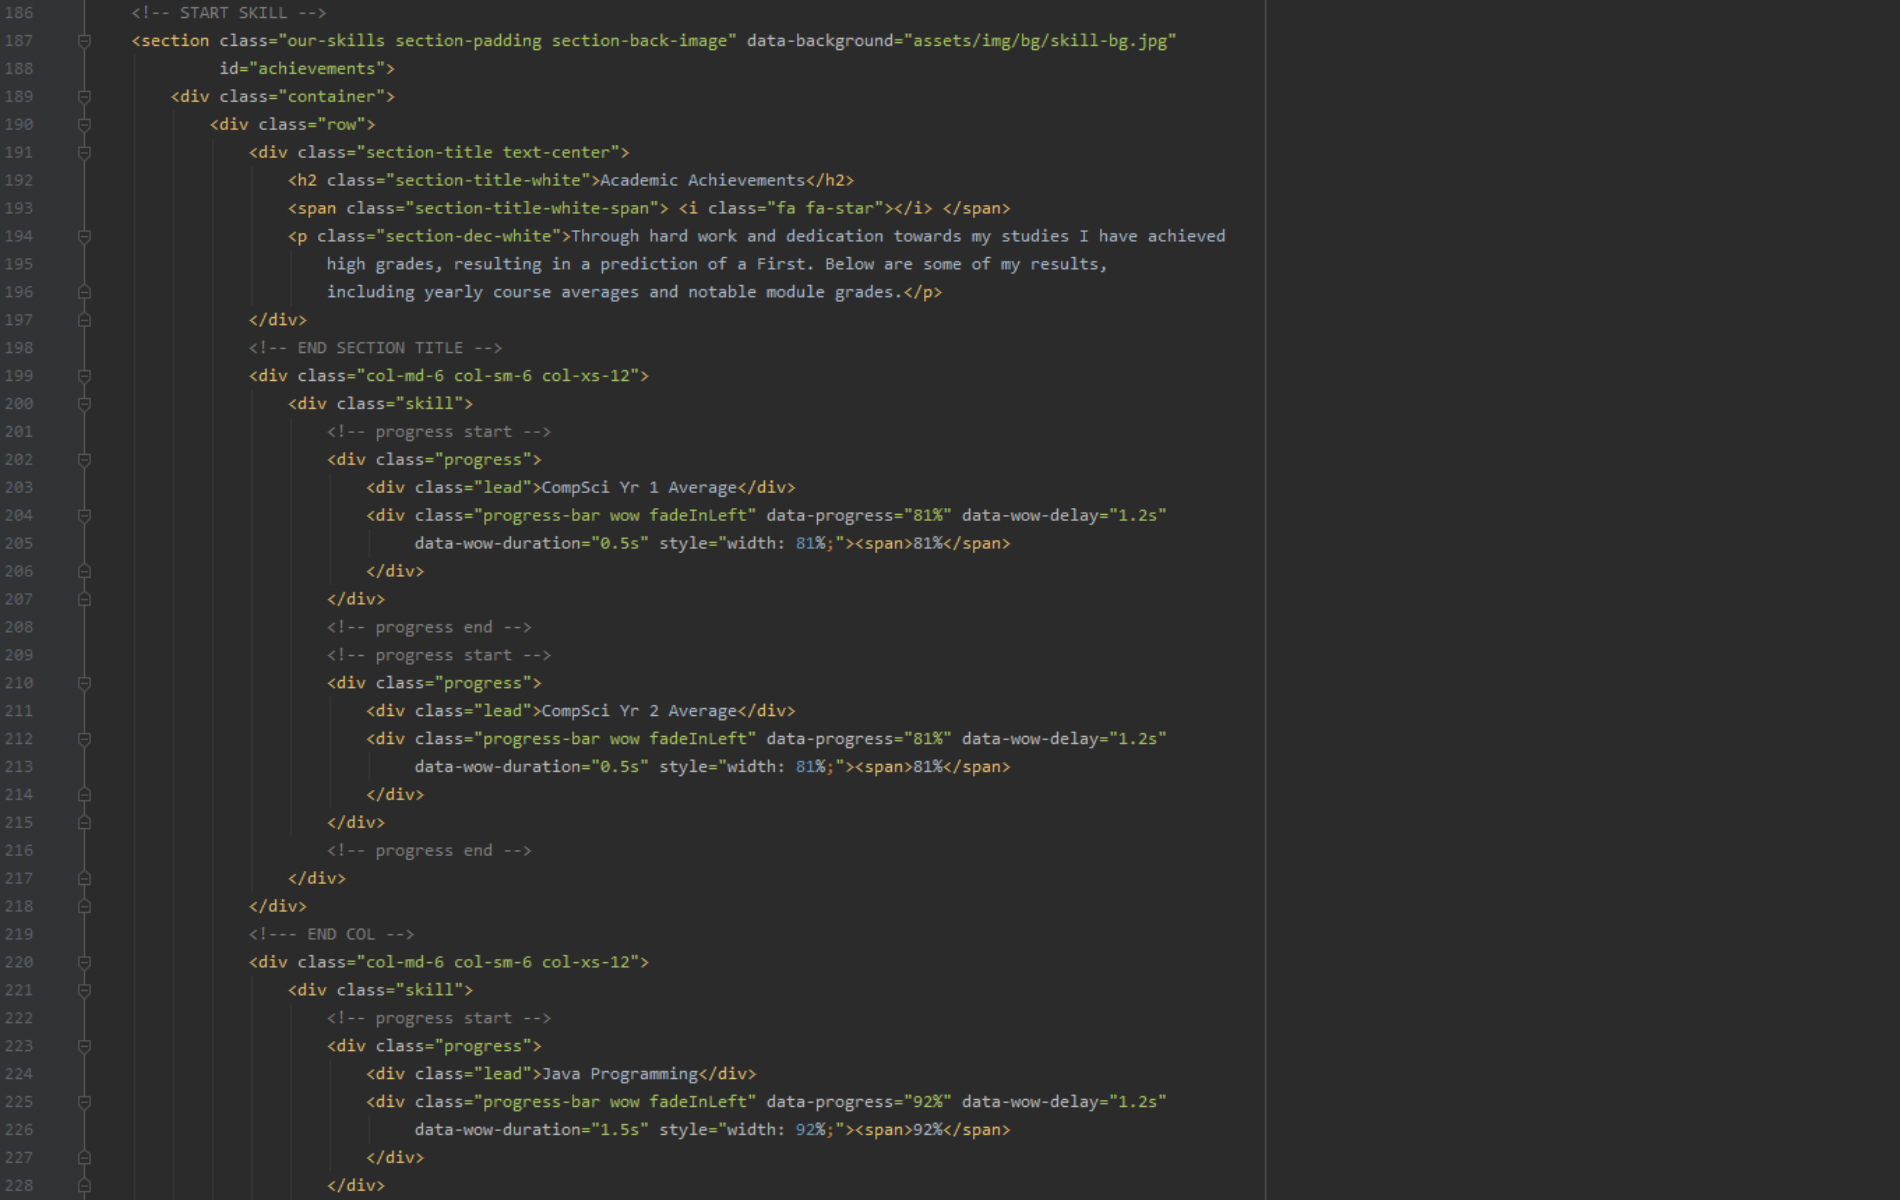 186 <!-- START SKILL -->
187 <section class="our-skills section-padding section-back-image" data-background="assets/img/bg/skill-bg.jpg"
188 id="achievements">
189 <div class="container">
190 <div class="row">
191 <div class="section-title text-center">
192 <h2 class="section-title-white">Academic Achievements</h2>
193 <span class="section-title-white-span"> <i class="fa fa-star"></i> </span>
194 <p class="section-dec-white">Through hard work and dedication towards my studies I have achieved
195 high grades, resulting in a prediction of a First. Below are some of my results,
196 including yearly course averages and notable module grades.</p>
197 </div>
198 <!-- END SECTION TITLE -->
199 <div class="col-md-6 col-sm-6 col-xs-12">
200 <div class="skill">
201 <!-- progress start -->
202 <div class="progress">
203 <div class="lead">CompSci Yr 1 Average</div>
204 <div class="progress-bar wow fadeInLeft" data-progress="81%" data-wow-delay="1.2s"
205 data-wow-duration="0.5s" style="width: 81%;"><span>81%</span>
206 </div>
207 </div>
208 <!-- progress end -->
209 <!-- progress start -->
210 <div class="progress">
211 <div class="lead">CompSci Yr 2 Average</div>
212 <div class="progress-bar wow fadeInLeft" data-progress="81%" data-wow-delay="1.2s"
213 data-wow-duration="0.5s" style="width: 81%;"><span>81%</span>
214 </div>
215 </div>
216 <!-- progress end -->
217 </div>
218 </div>
219 <!--- END COL -->
220 <div class="col-md-6 col-sm-6 col-xs-12">
221 <div class="skill">
222 <!-- progress start -->
223 <div class="progress">
224 <div class="lead">Java Programming</div>
225 <div class="progress-bar wow fadeInLeft" data-progress="92%" data-wow-delay="1.2s"
226 data-wow-duration="1.5s" style="width: 92%;"><span>92%</span>
227 </div>
228 </div>